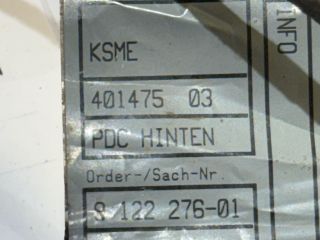 KSME
401475 03
PDC HINTEN
Order-/Sach-Nr.
8 122 276-01
INFO